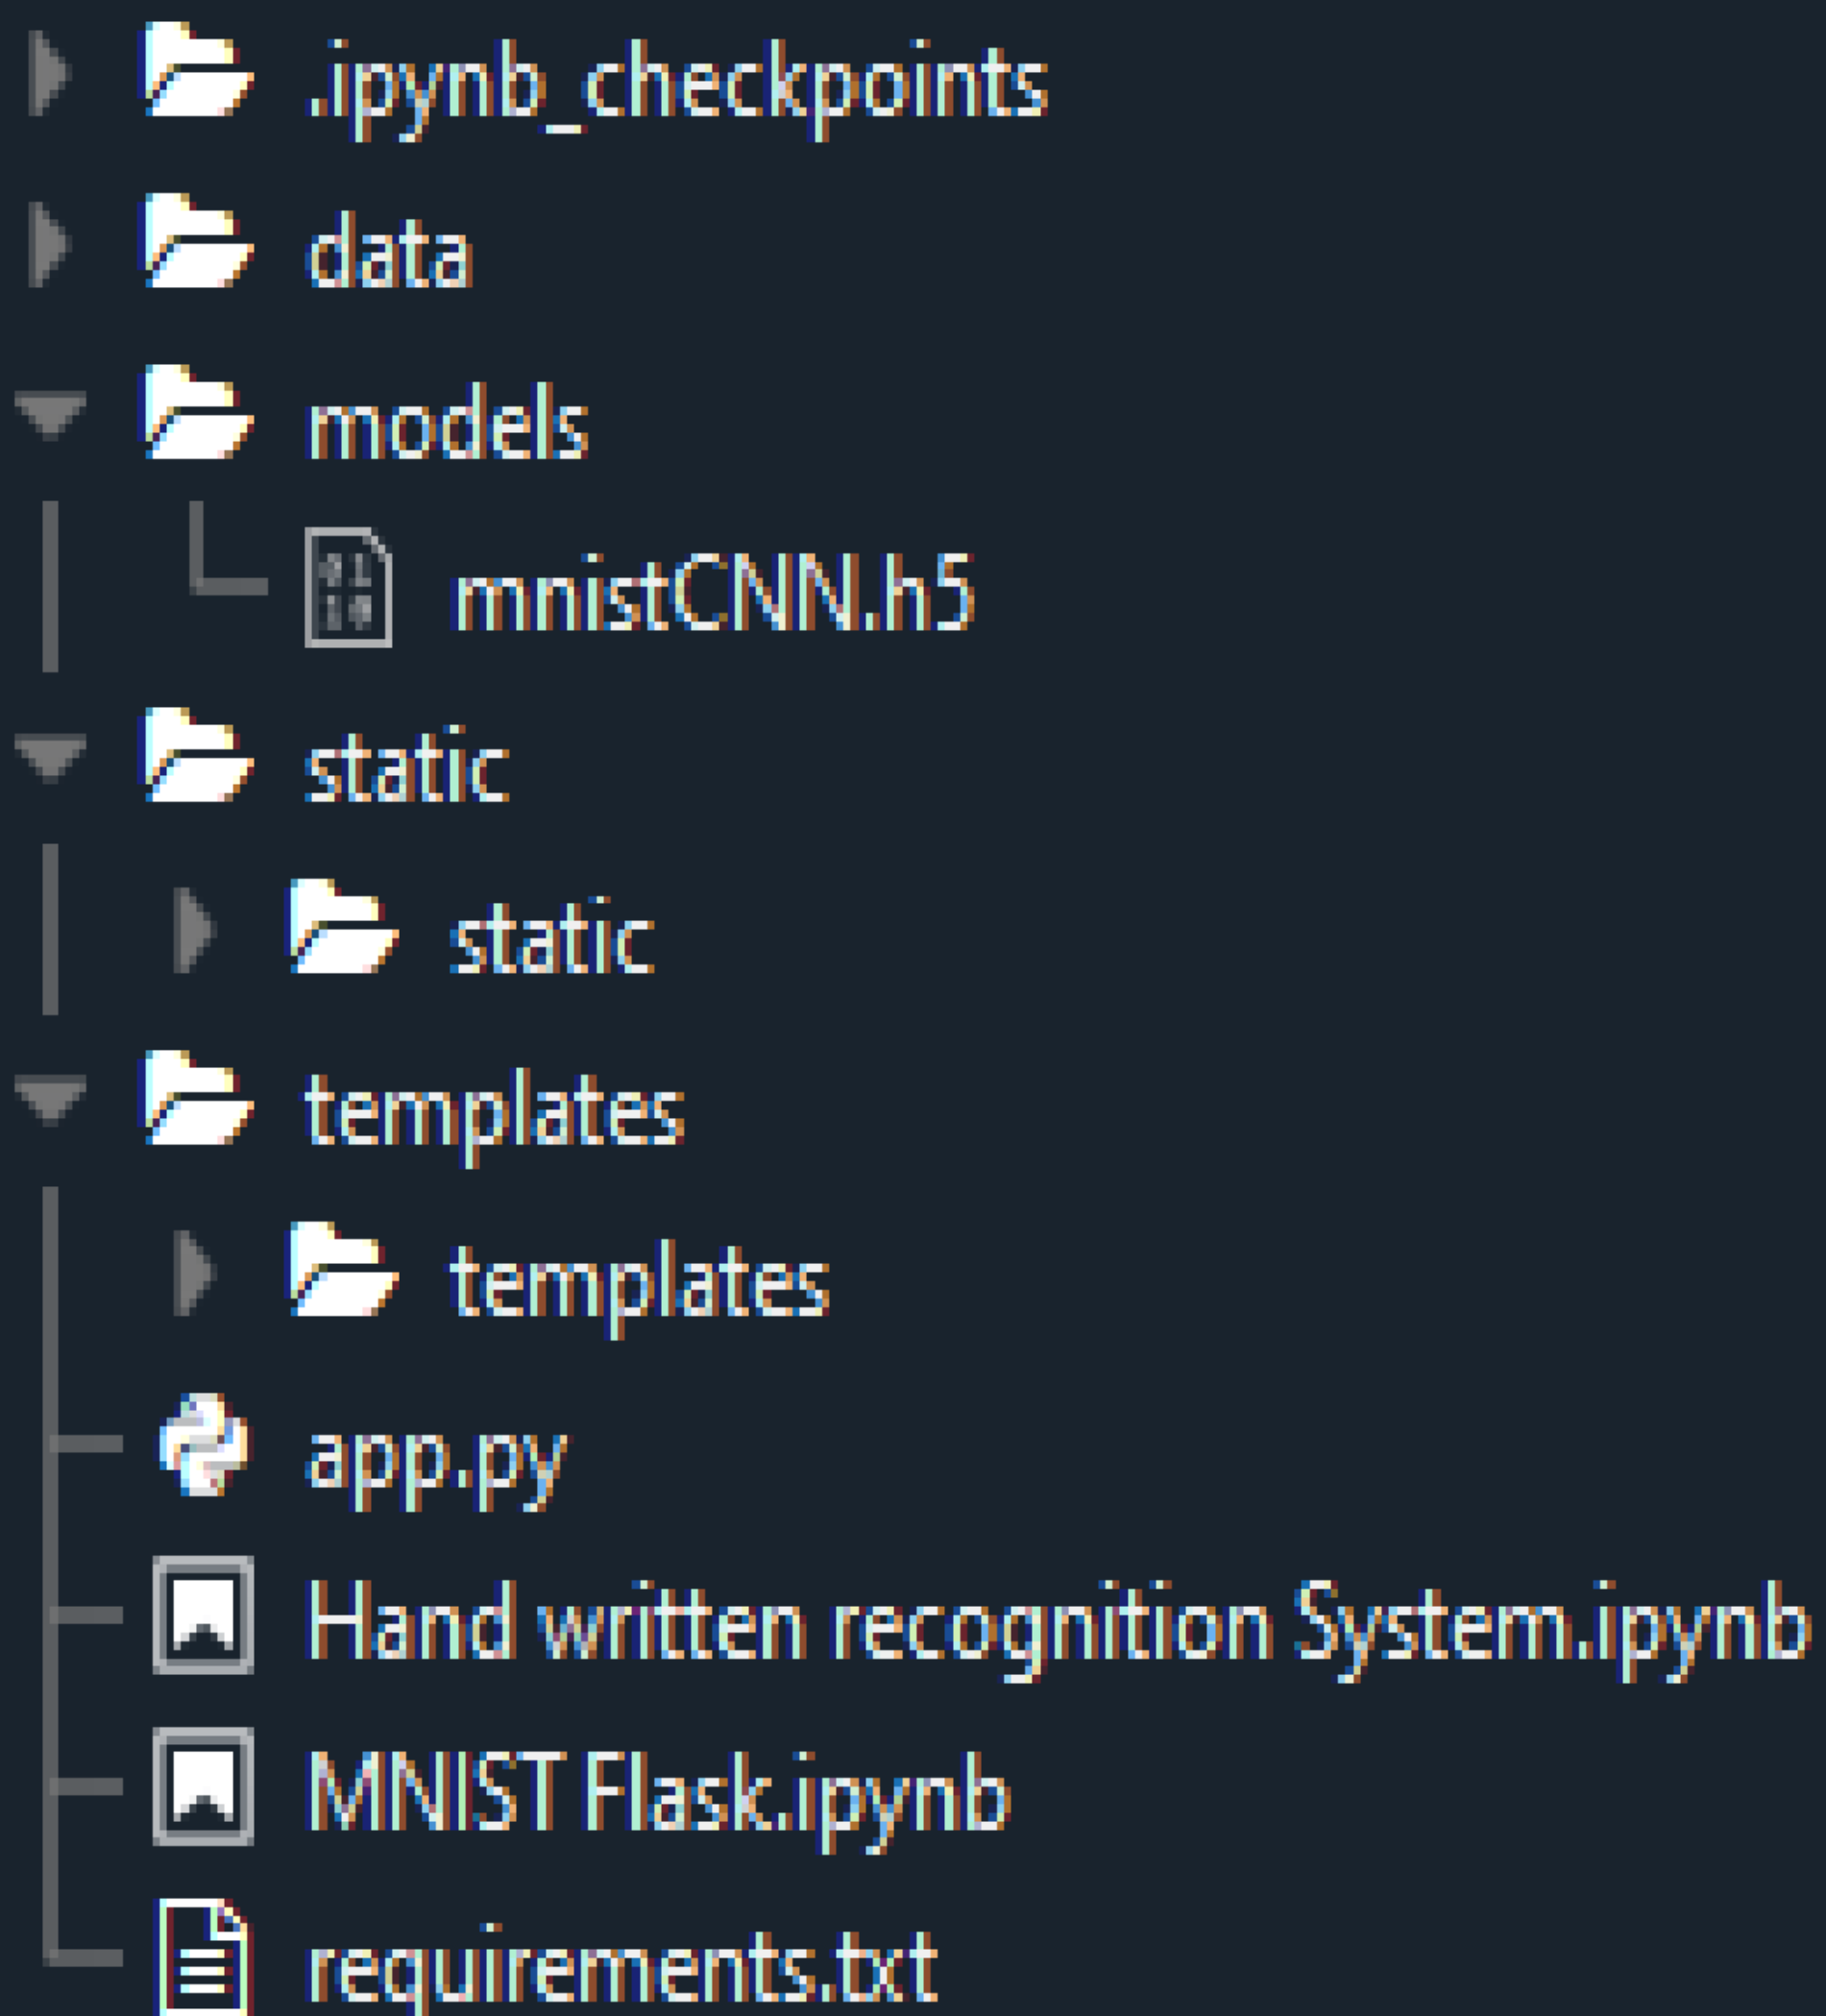 .ipynb_checkpoints
data
models
mnistCNN.h5
static
static
templates
templates
app.py
Hand written recognition System.ipynb
MNIST Flask.ipynb
requirements.txt